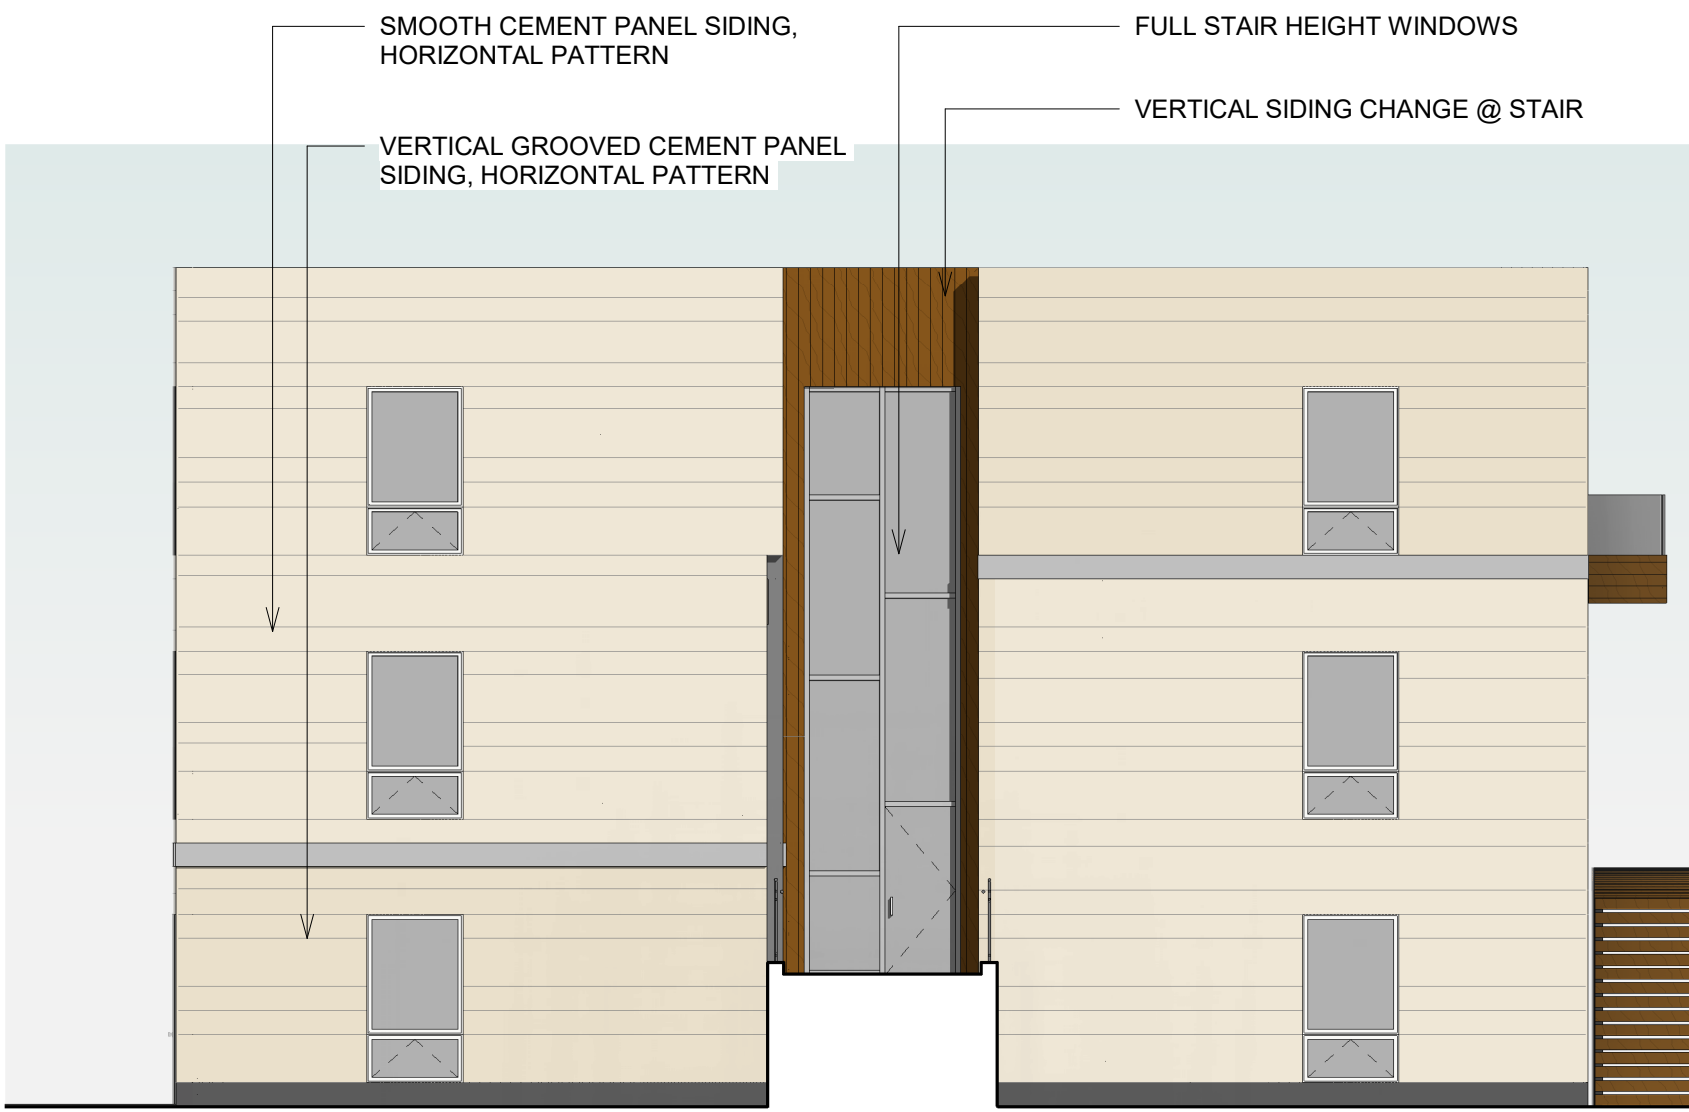 SMOOTH CEMENT PANEL SIDING,
HORIZONTAL PATTERN
VERTICAL GROOVED CEMENT PANEL
SIDING, HORIZONTAL PATTERN
FULL STAIR HEIGHT WINDOWS
VERTICAL SIDING CHANGE @ STAIR